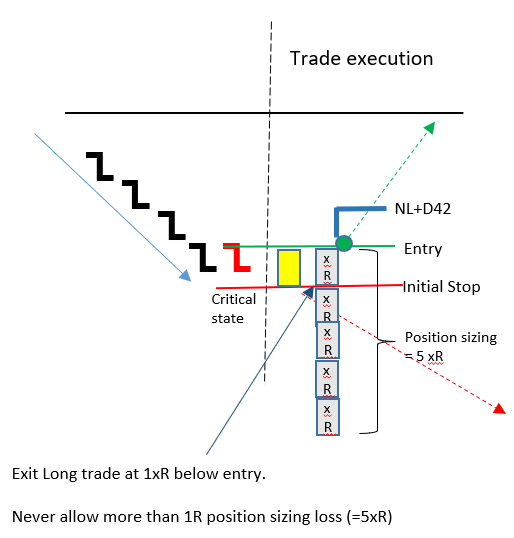 Trade execution
NL+D42
Entry
Initial Stop
Critical
state
x
R
x
R
x
R
x
R
x
R
Position sizing
= 5 xR
Exit Long trade at 1xR below entry.
Never allow more than 1R position sizing loss (=5xR)